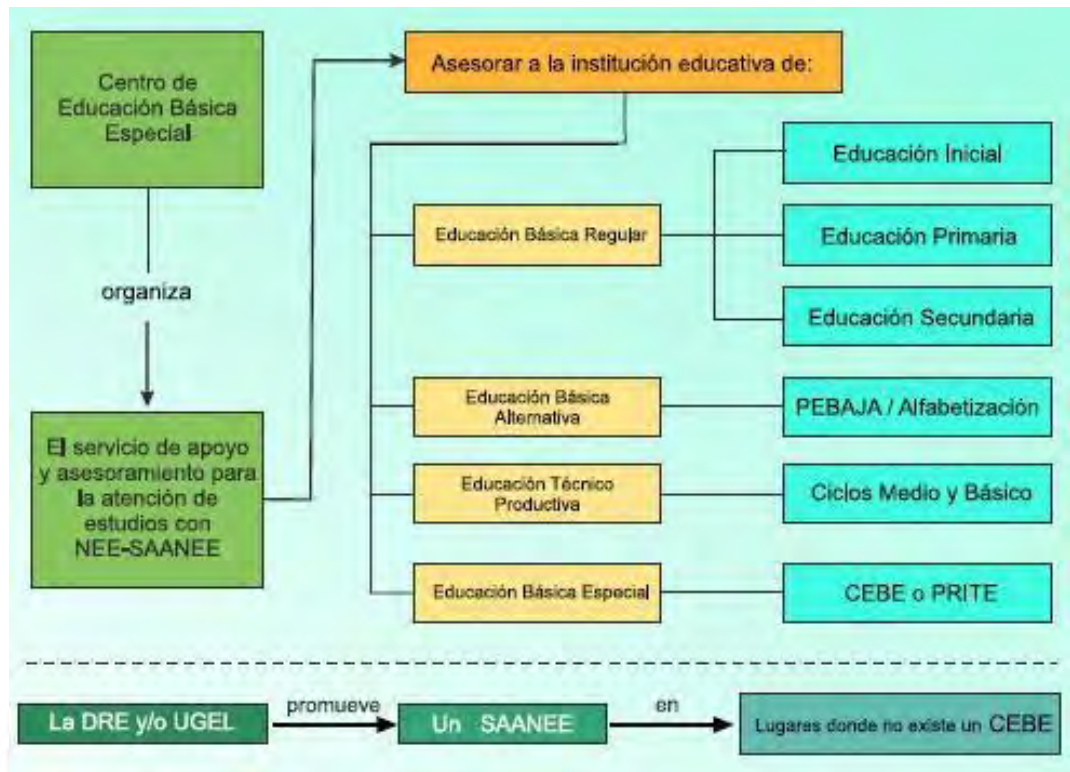 Centro de
Educación Básica
Especial
organiza
El servicio de apoyo
y asesoramiento para
la atención de
estudios con
NEE-SAANEE
Asesorar a la institución educativa de:
Educación Básica Regular
Educación Inicial
Educación Primaria
Educación Secundaria
Educación Básica
Alternativa
PEBAJA / Alfabetización
Educación Técnico
Productiva
Ciclos Medio y Básico
Educación Básica Especial
CEBE o PRITE
La DRE y/o UGEL
promueve
Un SAANEE
en
Lugares donde no existe un CEBE